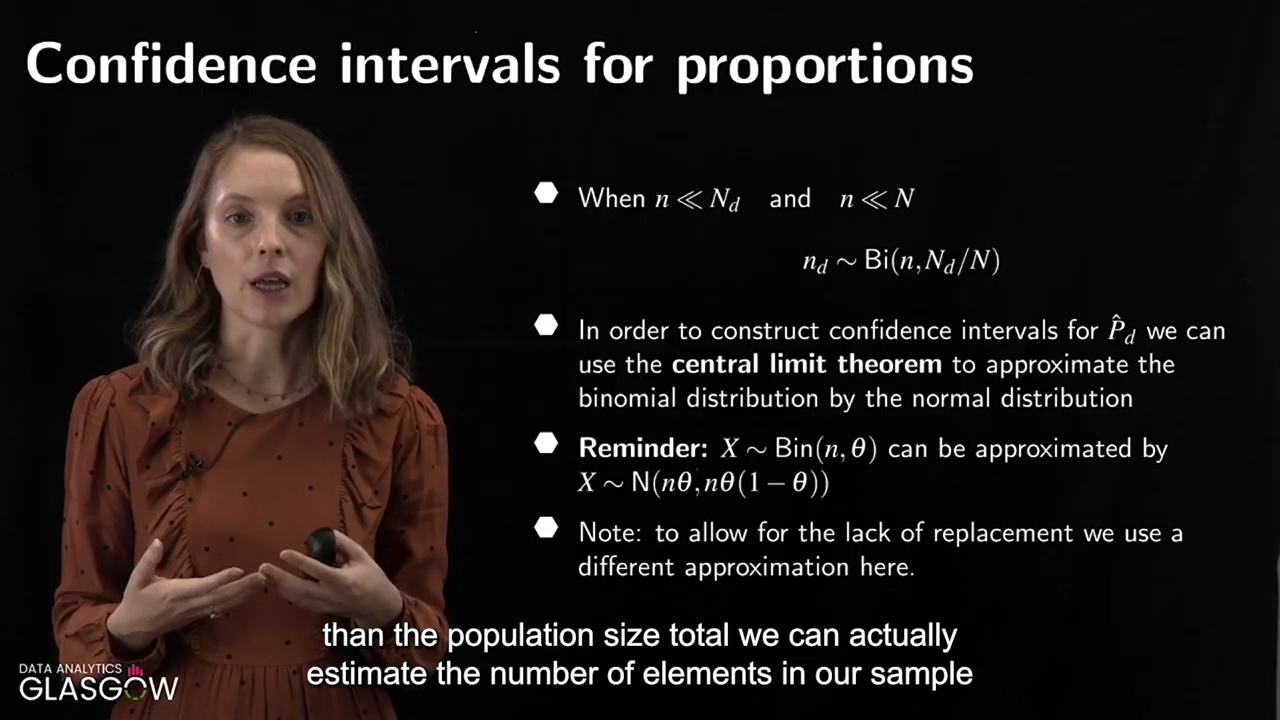 Confidence intervals for proportions
When n ≪ N_d and n ≪ N
n_d ∼ Bi(n, N_d/N)
In order to construct confidence intervals for P̂_d we can
use the central limit theorem to approximate the
binomial distribution by the normal distribution
Reminder: X ∼ Bin(n, θ) can be approximated by
X ∼ N(nθ, nθ(1 − θ))
Note: to allow for the lack of replacement we use a
different approximation here.
than the population size total we can actually
estimate the number of elements in our sample
DATA ANALYTICS
GLASGOW